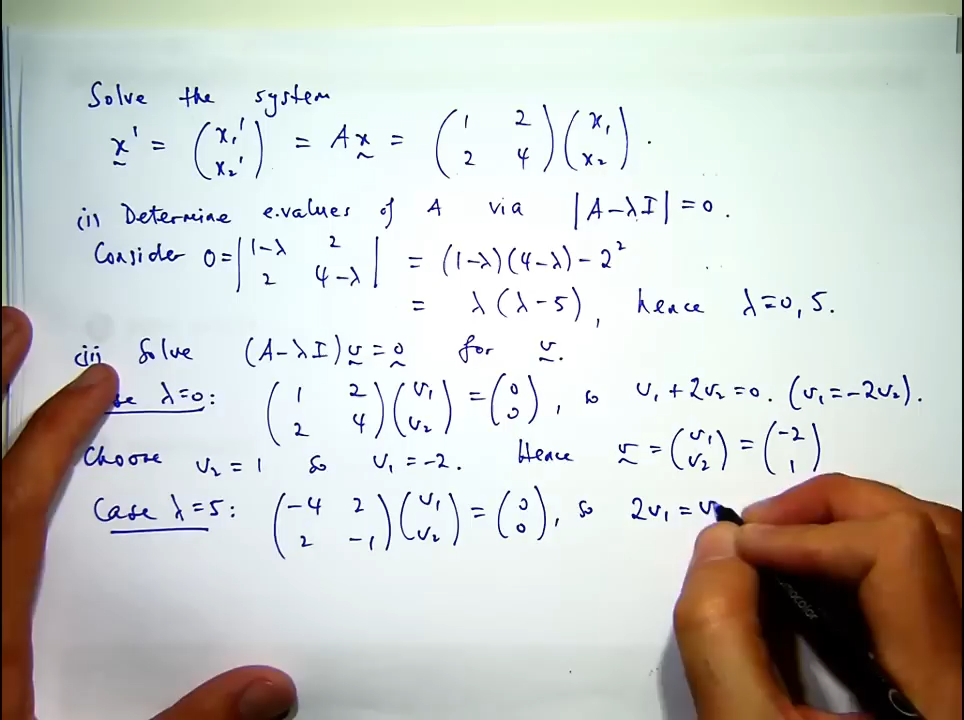 Solve the system
x' = (x₁' x₂') = Ax = (1 2 2 4)(x₁ x₂).
(i) Determine e.values of A via |A-λI| = 0.
Consider 0 = |1-λ 2 2 4-λ| = (1-λ)(4-λ) - 2²
= λ(λ-5), hence λ=0, 5.
(ii) Solve (A-λI)v = 0 for v.
λ=0: (1 2 2 4)(v₁ v₂) = (0 0), so v₁ + 2v₂ = 0. (v₁ = -2v₂).
Choose v₂ = 1 so v₁ = -2. Hence v = (v₁ v₂) = (-2 1)
Case λ=5: (-4 2 2 -1)(v₁ v₂) = (0 0), so 2v₁ = v